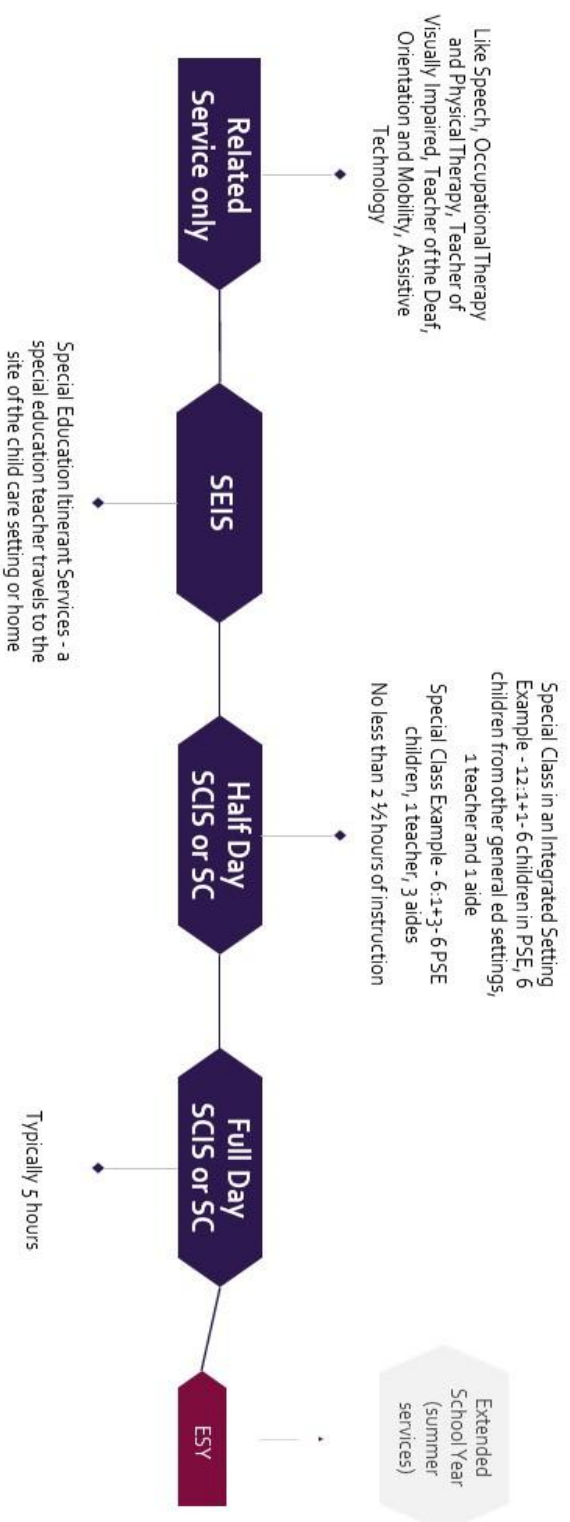 Like Speech, Occupational Therapy
and Physical Therapy, Teacher of
Visually Impaired, Teacher of the Deaf,
Orientation and Mobility, Assistive
Technology
Related
Service only
SEIS
Special Education Itinerant Services - a
special education teacher travels to the
site of the child care setting or home
Special Class in an Integrated Setting
Example - 12:1+1- 6 children in PSE, 6
children from other general ed settings,
1 teacher and 1 aide
Special Class Example - 6:1+3- 6 PSE
children, 1 teacher, 3 aides
No less than 2 ½ hours of instruction
Half Day
SCIS or SC
Full Day
SCIS or SC
Typically 5 hours
Extended
School Year
(summer
services)
ESY